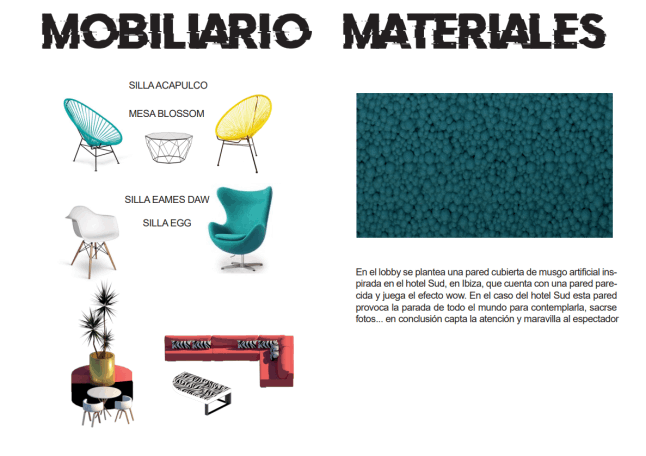 MOBILIARIO MATERIALES
SILLA ACAPULCO
MESA BLOSSOM
SILLA EAMES DAW
SILLA EGG
En el lobby se plantea una pared cubierta de musgo artificial ins-
pirada en el hotel Sud, en Ibiza, que cuenta con una pared pare-
cida y juega el efecto wow. En el caso del hotel Sud esta pared
provoca la parada de todo el mundo para contemplarla, sacrse
fotos... en conclusión capta la atención y maravilla al espectador